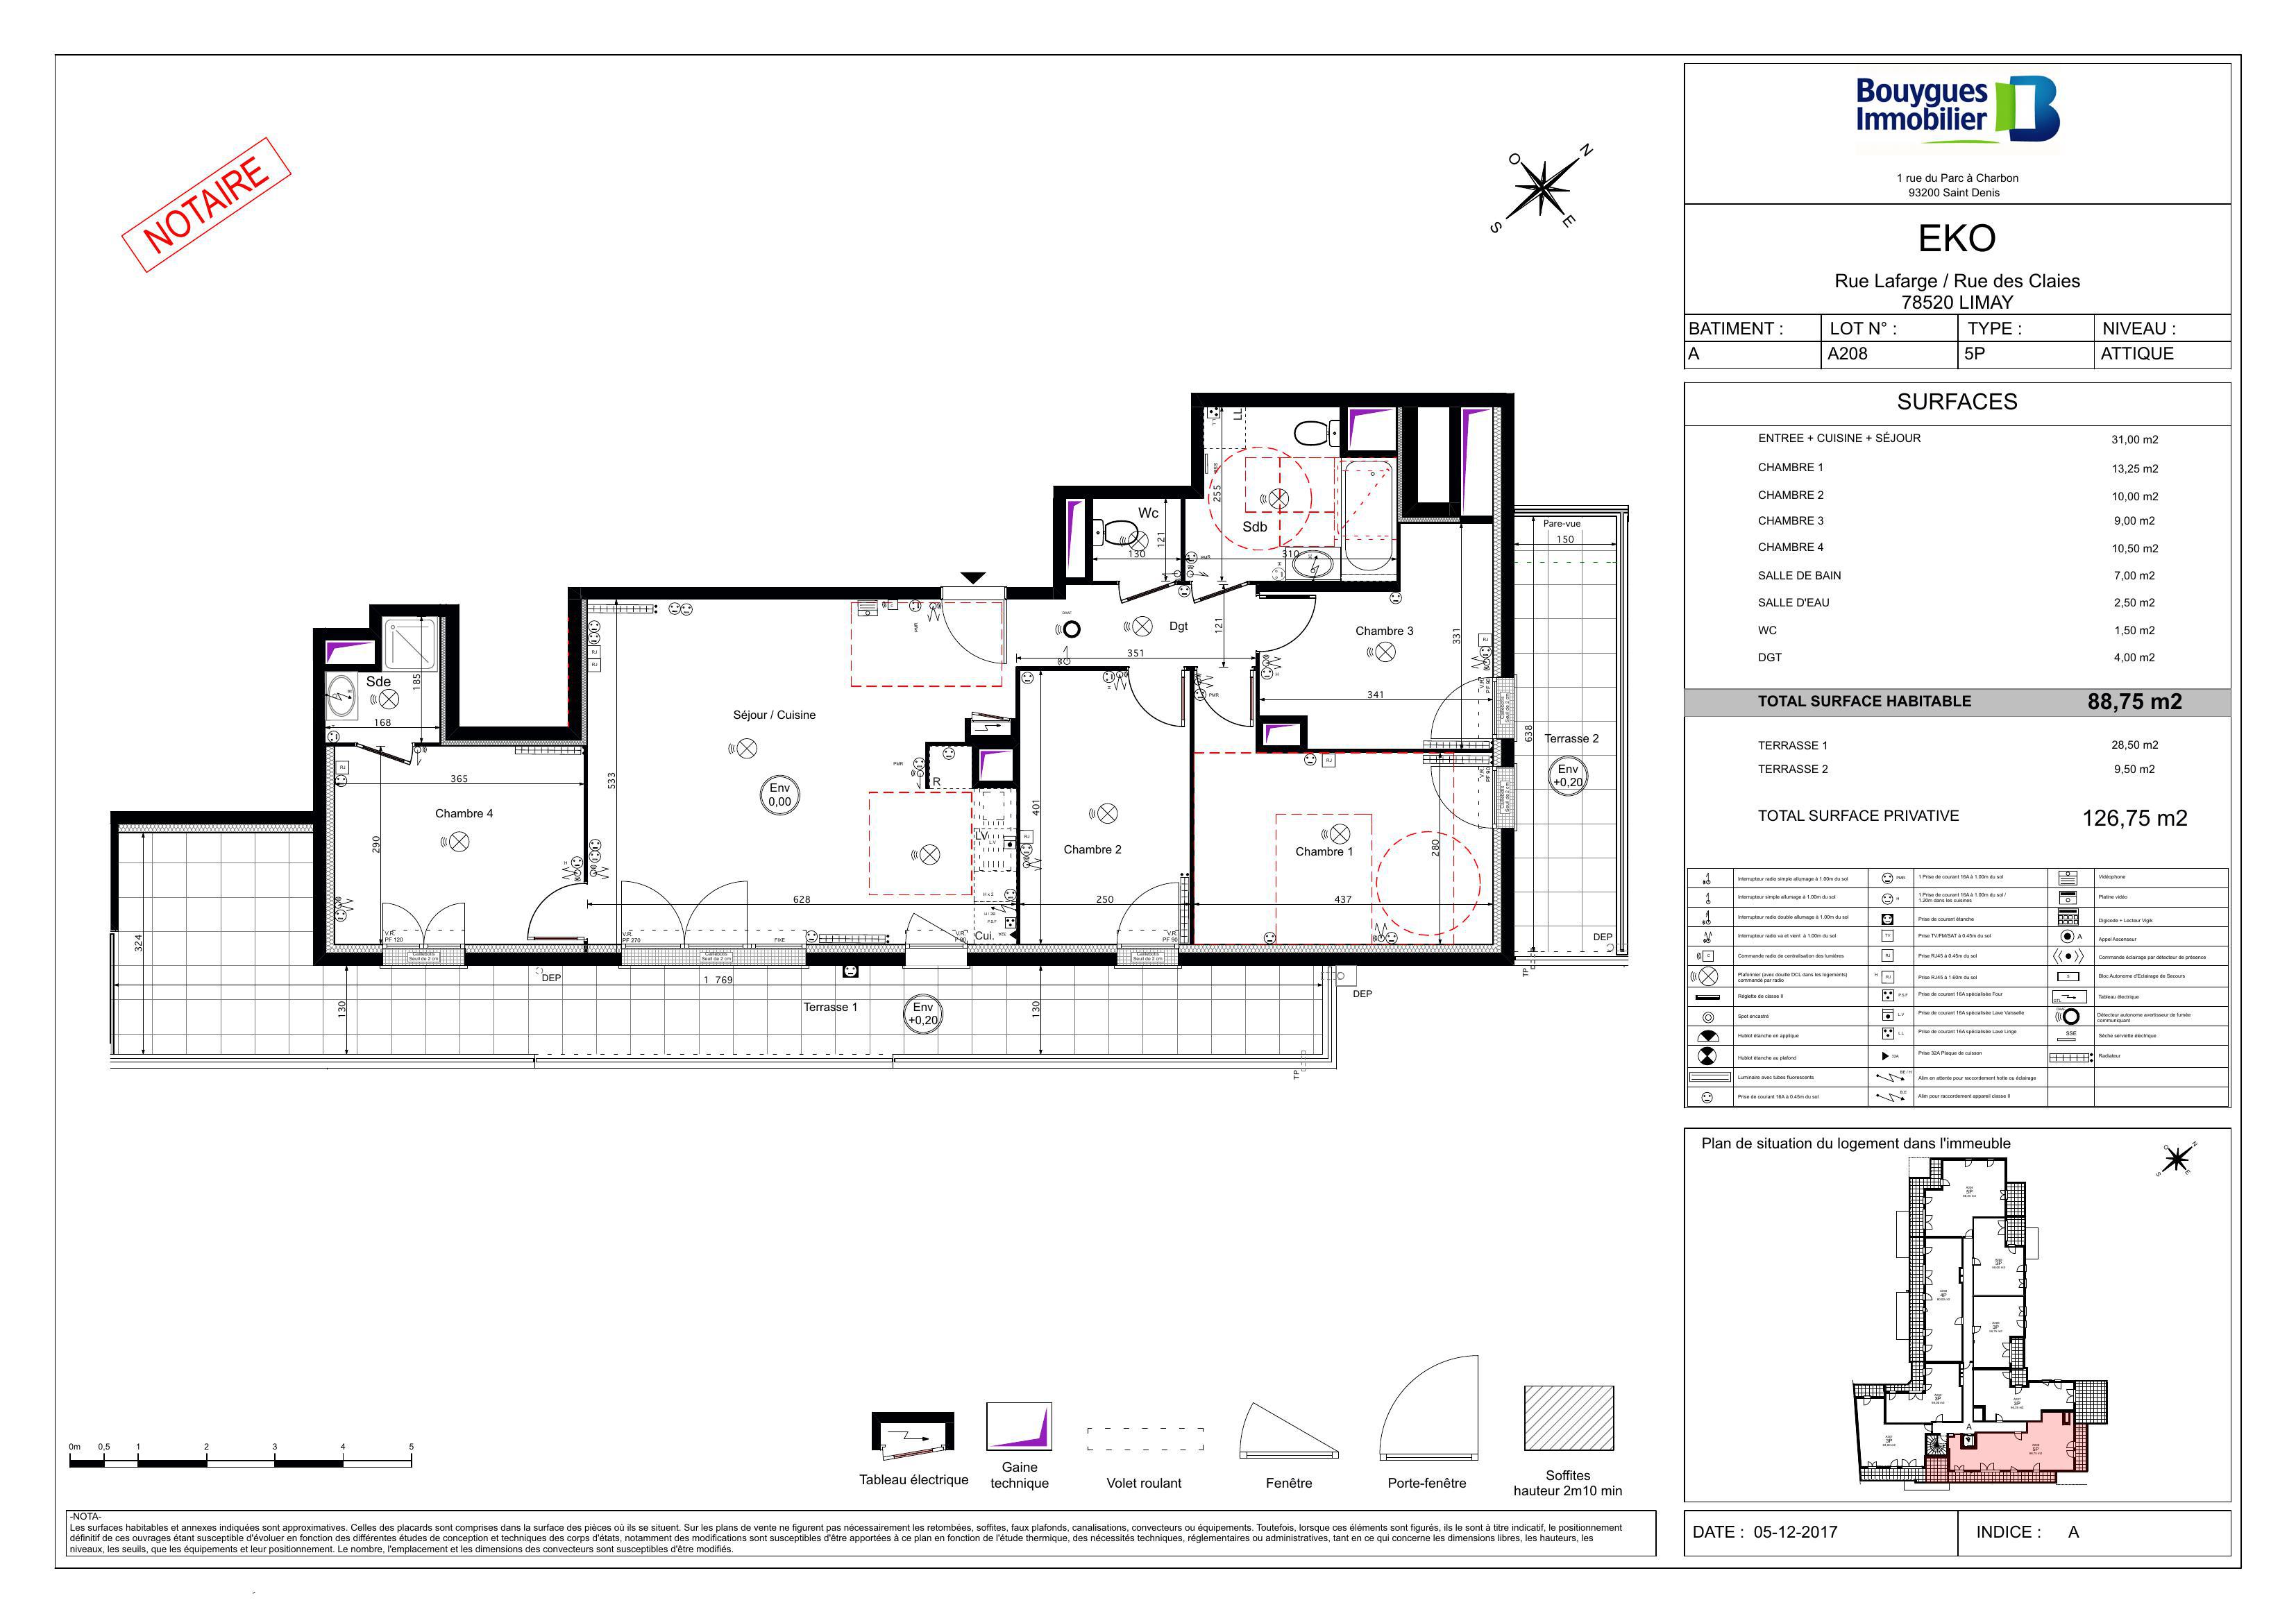 NOTAIRE
O
N
S
E
Bouygues
Immobilier
1 rue du Parc à Charbon
93200 Saint Denis
EKO
Rue Lafarge / Rue des Claies
78520 LIMAY
BATIMENT : LOT N° : TYPE : NIVEAU :
A A208 5P ATTIQUE
SURFACES
ENTREE + CUISINE + SÉJOUR 31,00 m2
CHAMBRE 1 13,25 m2
CHAMBRE 2 10,00 m2
CHAMBRE 3 9,00 m2
CHAMBRE 4 10,50 m2
SALLE DE BAIN 7,00 m2
SALLE D'EAU 2,50 m2
WC 1,50 m2
DGT 4,00 m2
TOTAL SURFACE HABITABLE 88,75 m2
TERRASSE 1 28,50 m2
TERRASSE 2 9,50 m2
TOTAL SURFACE PRIVATIVE 126,75 m2
LL
255
Wc
121
130
Sdb
310
Pare-vue
150
Dgt
121
351
Chambre 3
331
341
638
Terrasse 2
Env
+0,20
Sde
185
168
Séjour / Cuisine
533
Env
0,00
PMR
R
365
Chambre 4
290
LV
401
Chambre 2
250
Chambre 1
280
437
628
V.R.
PF 120
V.R.
PF 270
FIXE
V.R.
F 90
Cui.
V.R.
PF 90
324
DEP
DEP
DEP
1 769
130
130
Terrasse 1
Env
+0,20
TP
TP
Interrupteur radio simple allumage à 1.00m du sol
Interrupteur simple allumage à 1.00m du sol
Interrupteur radio double allumage à 1.00m du sol
Interrupteur radio va et vient à 1.00m du sol
Commande radio de centralisation des lumières
Plafonnier (avec douille DCL dans les logements)
commandé par radio
Réglette de classe II
Spot encastré
Hublot étanche en applique
Hublot étanche au plafond
Luminaire avec tubes fluorescents
Prise de courant 16A à 0.45m du sol
1 Prise de courant 16A à 1.00m du sol
1 Prise de courant 16A à 1.00m du sol /
1.20m dans les cuisines
Prise de courant étanche
Prise TV/FM/SAT à 0.45m du sol
Prise RJ45 à 0.45m du sol
Prise RJ45 à 1.60m du sol
Prise de courant 16A spécialisée Four
Prise de courant 16A spécialisée Lave Vaisselle
Prise de courant 16A spécialisée Lave Linge
Prise 32A Plaque de cuisson
Alim en attente pour raccordement hotte ou éclairage
Alim pour raccordement appareil classe II
Vidéophone
Platine vidéo
Digicode + Lecteur Vigik
Appel Ascenseur
Commande éclairage par détecteur de présence
Bloc Autonome d'Eclairage de Secours
Tableau électrique
Détecteur autonome avertisseur de fumée
communiquant
Sèche serviette électrique
Radiateur
Plan de situation du logement dans l'immeuble
A
0m 0,5 1 2 3 4 5
Tableau électrique
Gaine
technique
Volet roulant
Fenêtre
Porte-fenêtre
Soffites
hauteur 2m10 min
-NOTA-
Les surfaces habitables et annexes indiquées sont approximatives. Celles des placards sont comprises dans la surface des pièces où ils se situent. Sur les plans de vente ne figurent pas nécessairement les retombées, soffites, faux plafonds, canalisations, convecteurs ou équipements. Toutefois, lorsque ces éléments sont figurés, ils le sont à titre indicatif, le positionnement
définitif de ces ouvrages étant susceptible d'évoluer en fonction des différentes études de conception et techniques des corps d'états, notamment des modifications sont susceptibles d'être apportées à ce plan en fonction de l'étude thermique, des nécessités techniques, réglementaires ou administratives, tant en ce qui concerne les dimensions libres, les hauteurs, les
niveaux, les seuils, que les équipements et leur positionnement. Le nombre, l'emplacement et les dimensions des convecteurs sont susceptibles d'être modifiés.
DATE : 05-12-2017 INDICE : A